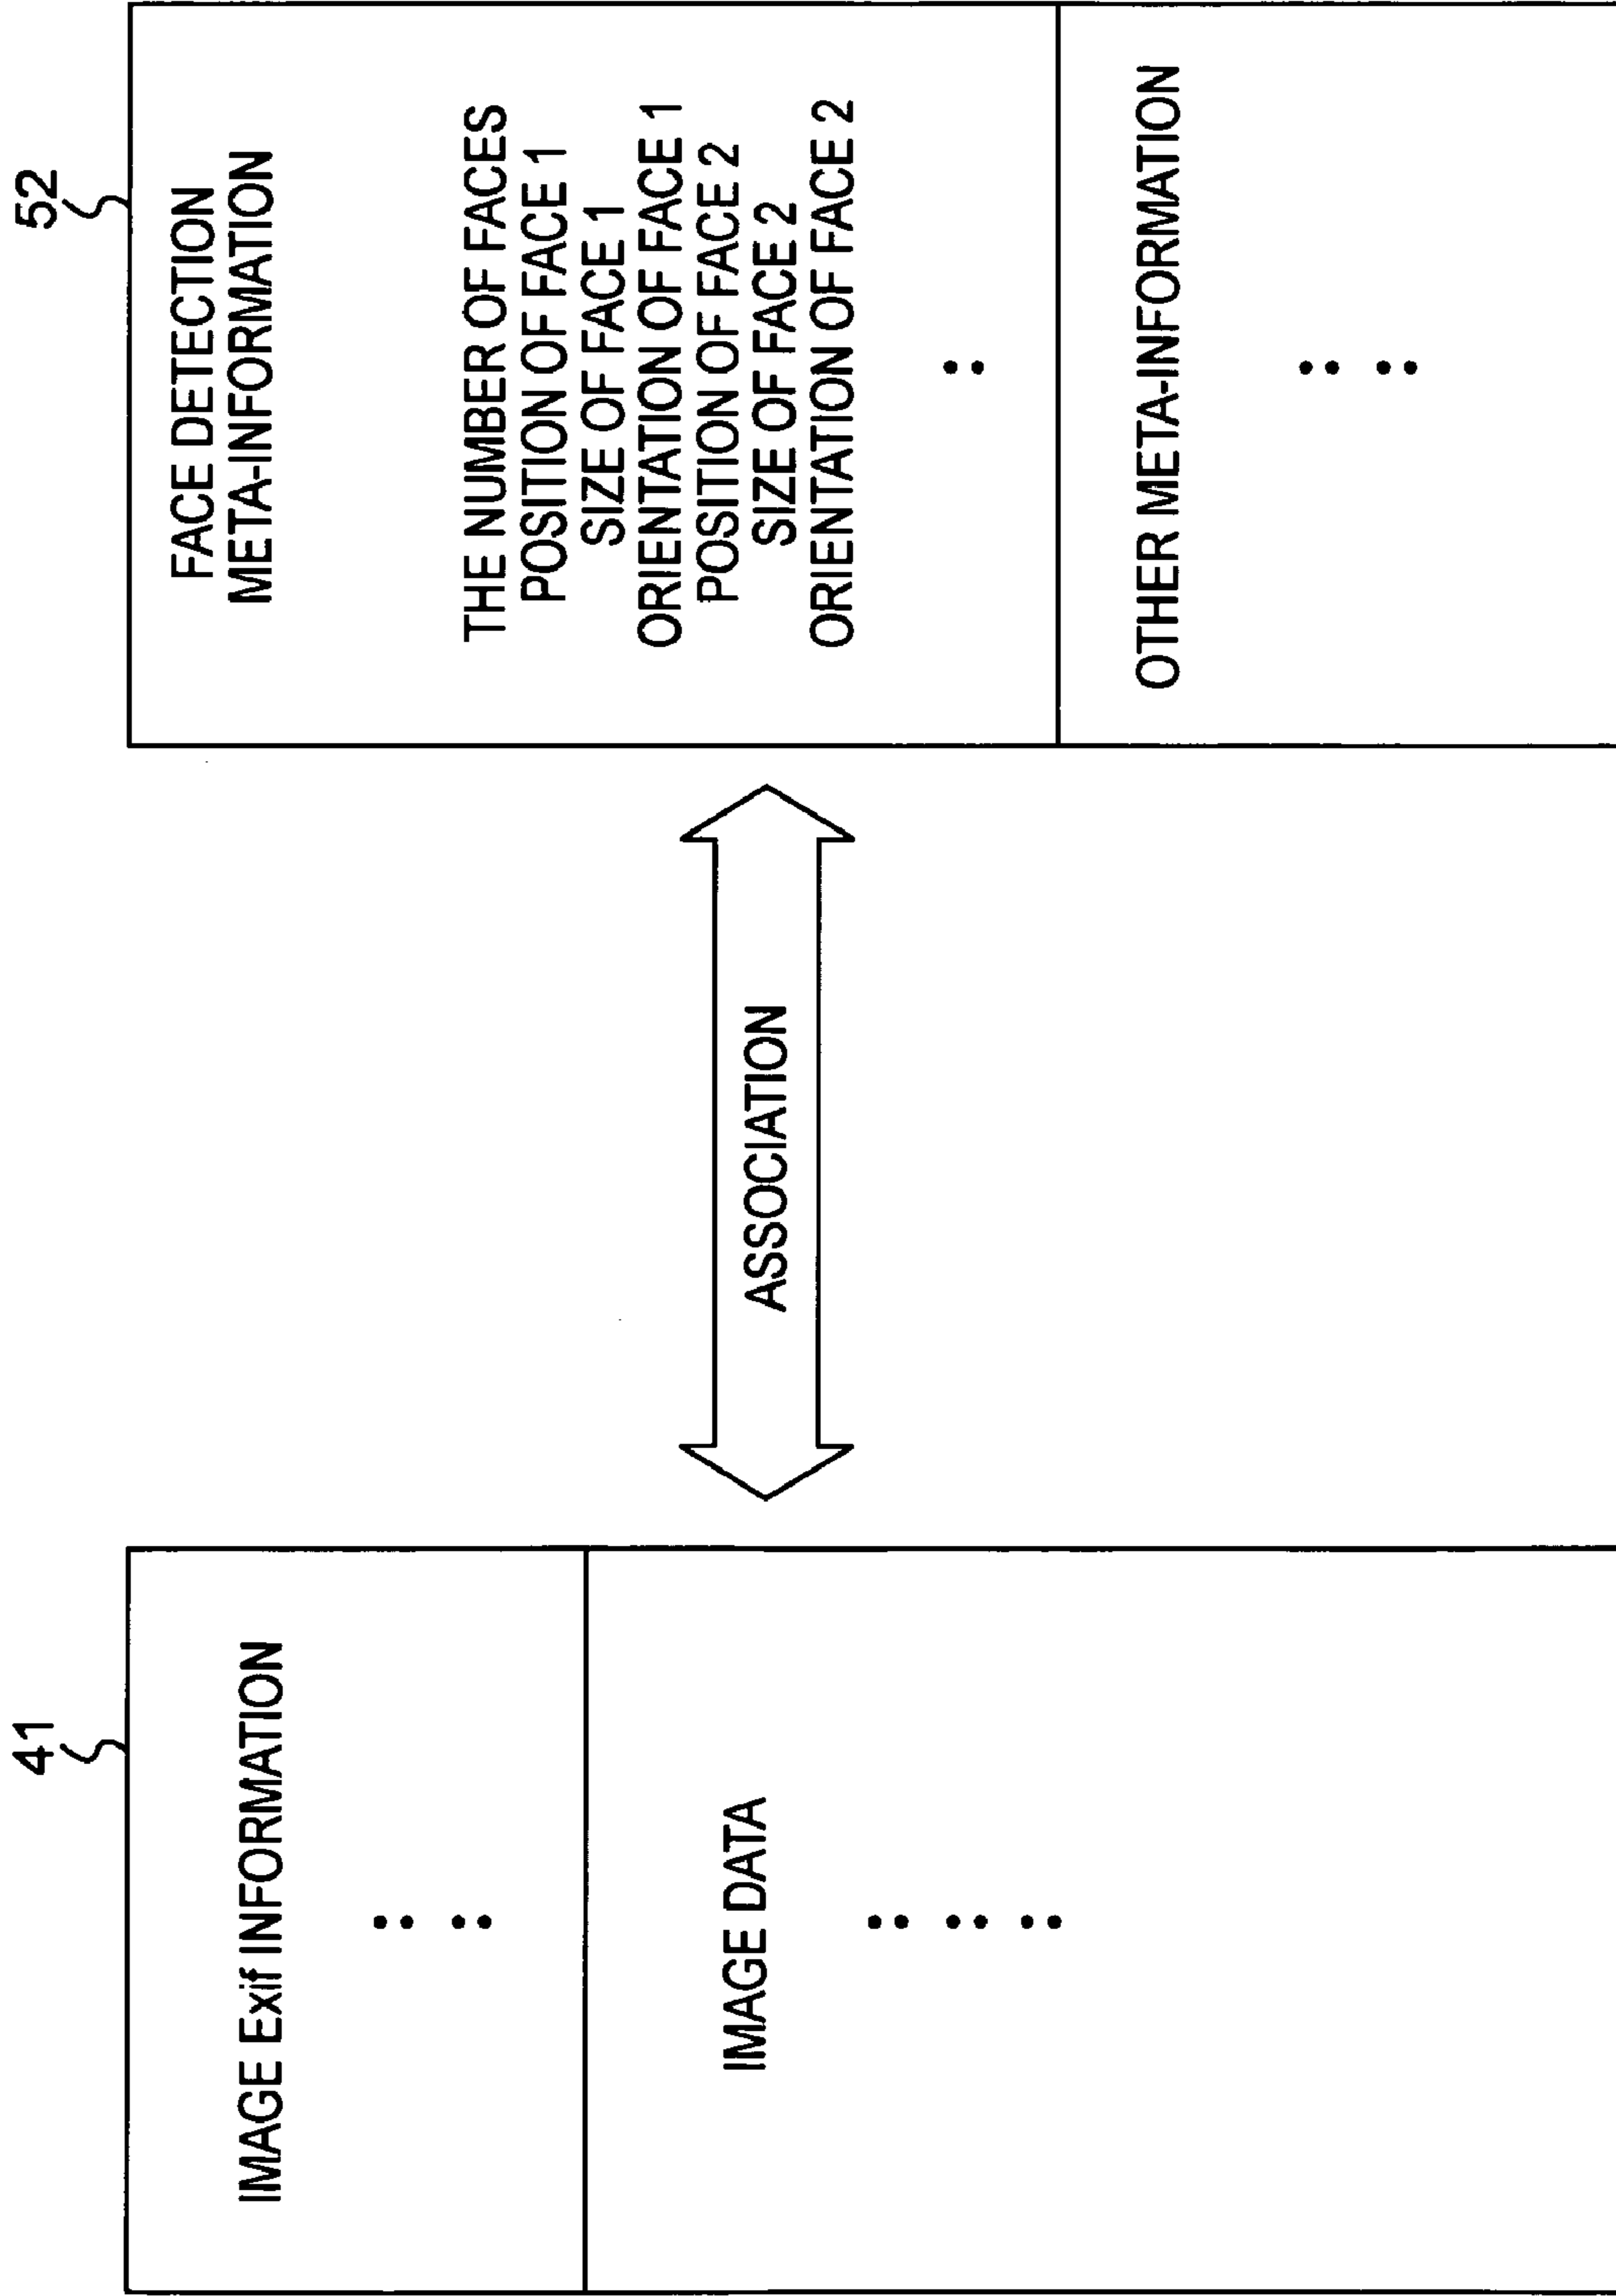 41
IMAGE Exif INFORMATION
IMAGE DATA
ASSOCIATION
52
FACE DETECTION
META-INFORMATION
THE NUMBER OF FACES
POSITION OF FACE 1
SIZE OF FACE 1
ORIENTATION OF FACE 1
POSITION OF FACE 2
SIZE OF FACE 2
ORIENTATION OF FACE 2
OTHER META-INFORMATION